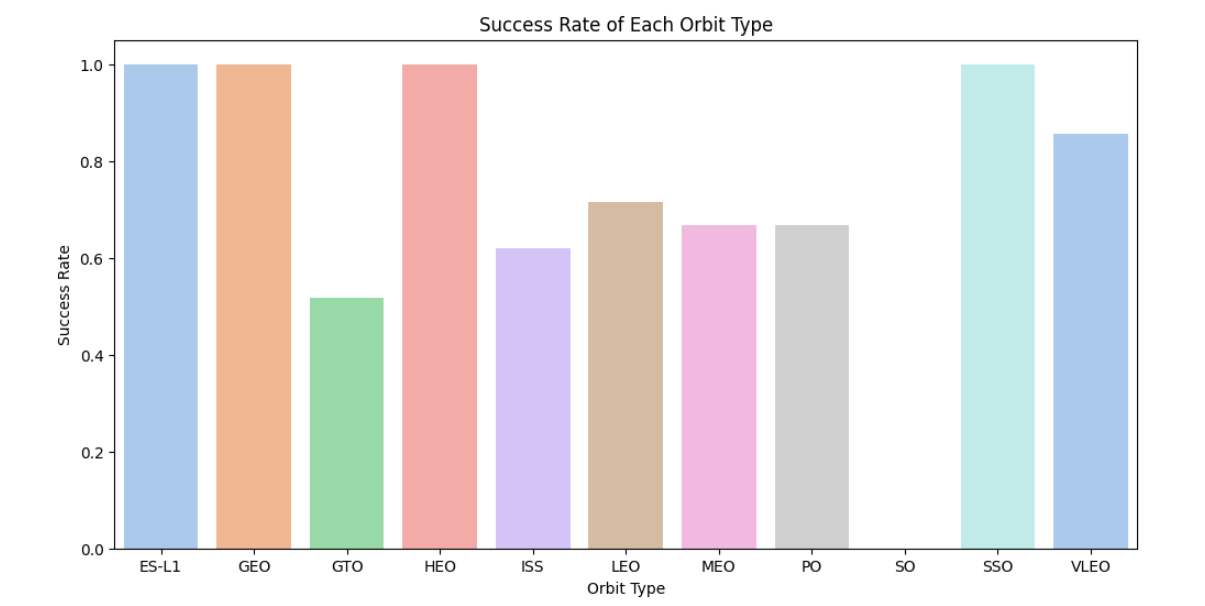 Success Rate of Each Orbit Type
1.0
0.8
0.6
0.4
0.2
0.0
Success Rate
ES-L1 GEO GTO HEO ISS LEO MEO PO SO SSO VLEO
Orbit Type